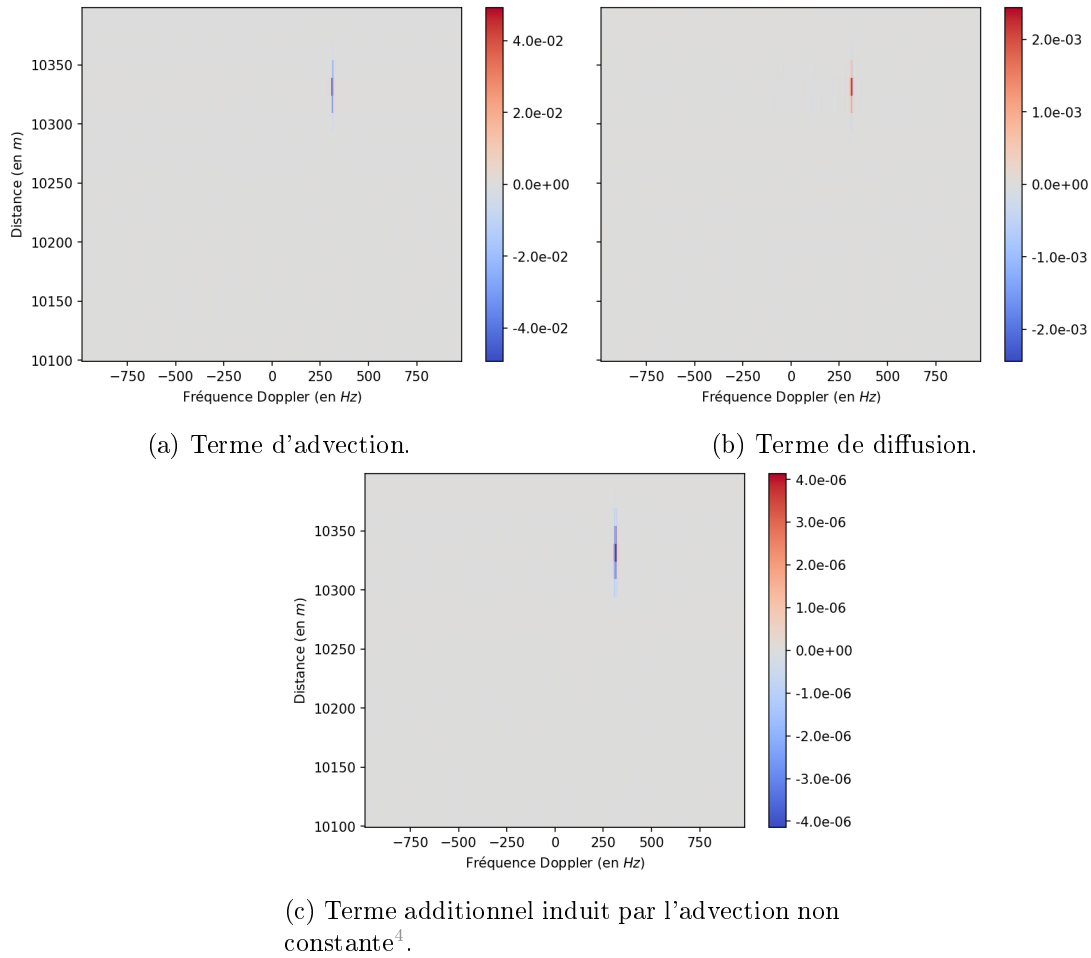 10350
10300
10250
10200
10150
10100
Distance (en m)
−750 −500 −250 0 250 500 750
Fréquence Doppler (en Hz)
4.0e-02
2.0e-02
0.0e+00
-2.0e-02
-4.0e-02
(a) Terme d'advection.
−750 −500 −250 0 250 500 750
Fréquence Doppler (en Hz)
2.0e-03
1.0e-03
0.0e+00
-1.0e-03
-2.0e-03
(b) Terme de diffusion.
10350
10300
10250
10200
10150
10100
Distance (en m)
−750 −500 −250 0 250 500 750
Fréquence Doppler (en Hz)
4.0e-06
3.0e-06
2.0e-06
1.0e-06
0.0e+00
-1.0e-06
-2.0e-06
-3.0e-06
-4.0e-06
(c) Terme additionnel induit par l'advection non
constante⁴.